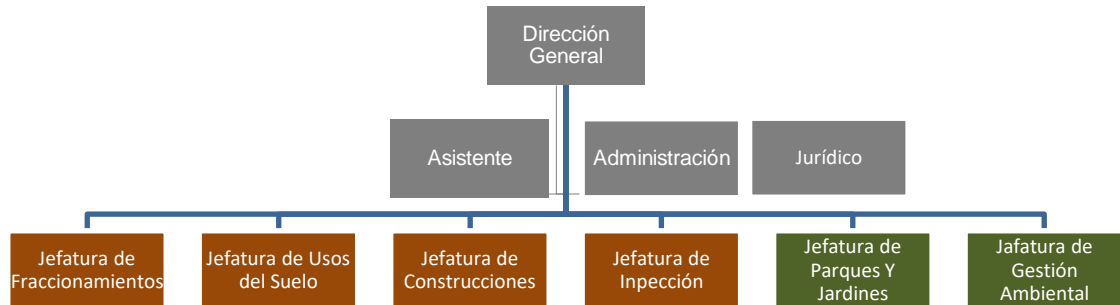 Dirección
General
Asistente
Administración
Jurídico
Jefatura de
Fraccionamientos
Jefatura de Usos
del Suelo
Jefatura de
Construcciones
Jefatura de
Inpección
Jefatura de
Parques Y
Jardines
Jafatura de
Gestión
Ambiental